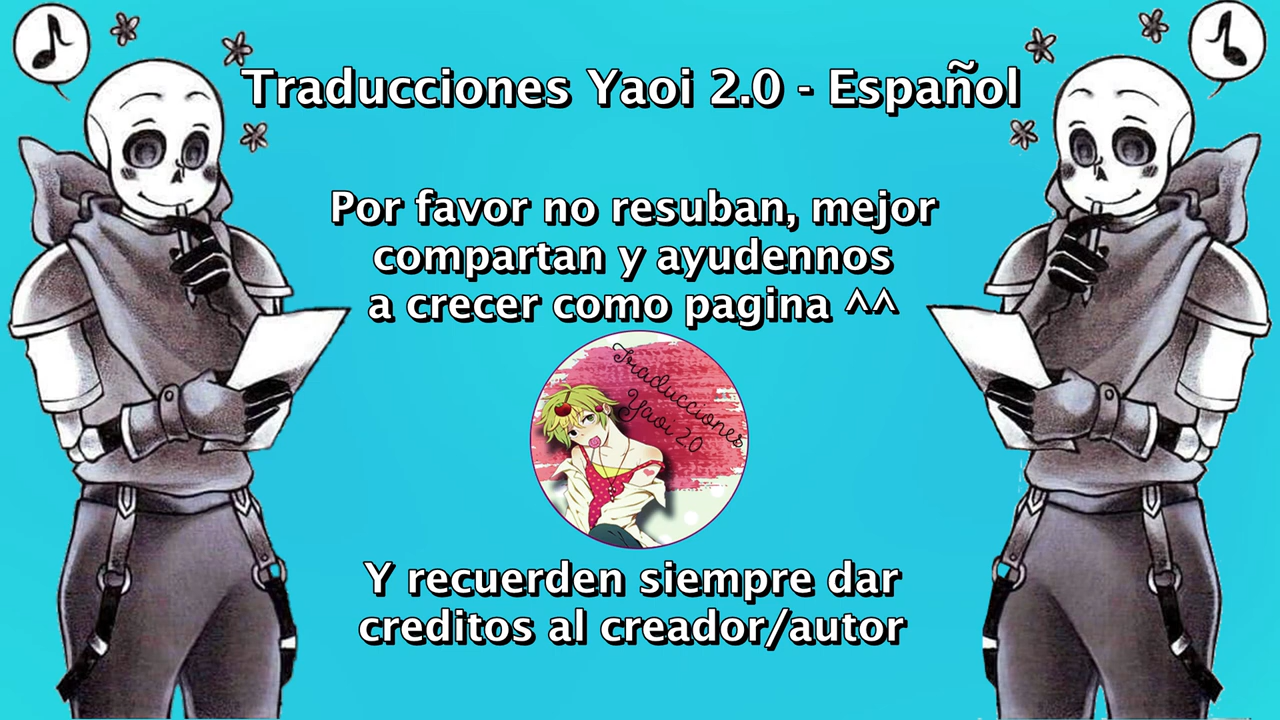 Traducciones Yaoi 2.0 - Español
Por favor no resuban, mejor
compartan y ayudennos
a crecer como pagina ^^
Traducciones
Yaoi 2.0
Y recuerden siempre dar
creditos al creador/autor